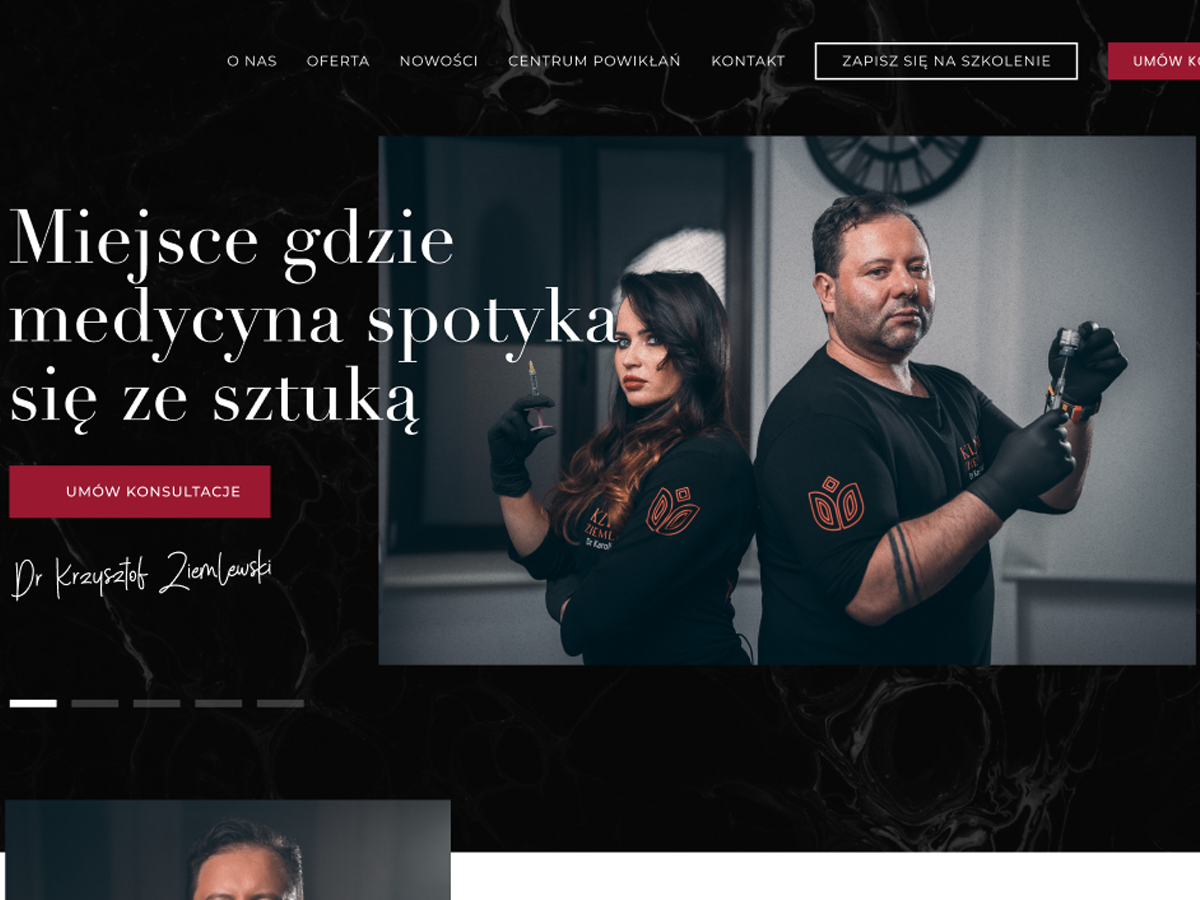 O NAS
OFERTA
NOWOŚCI
CENTRUM POWIKŁAŃ
KONTAKT
ZAPISZ SIĘ NA SZKOLENIE
UMÓW
Miejsce gdzie
medycyna spotyka
się ze sztuką
UMÓW KONSULTACJE
Dr Krzysztof Ziemlewski